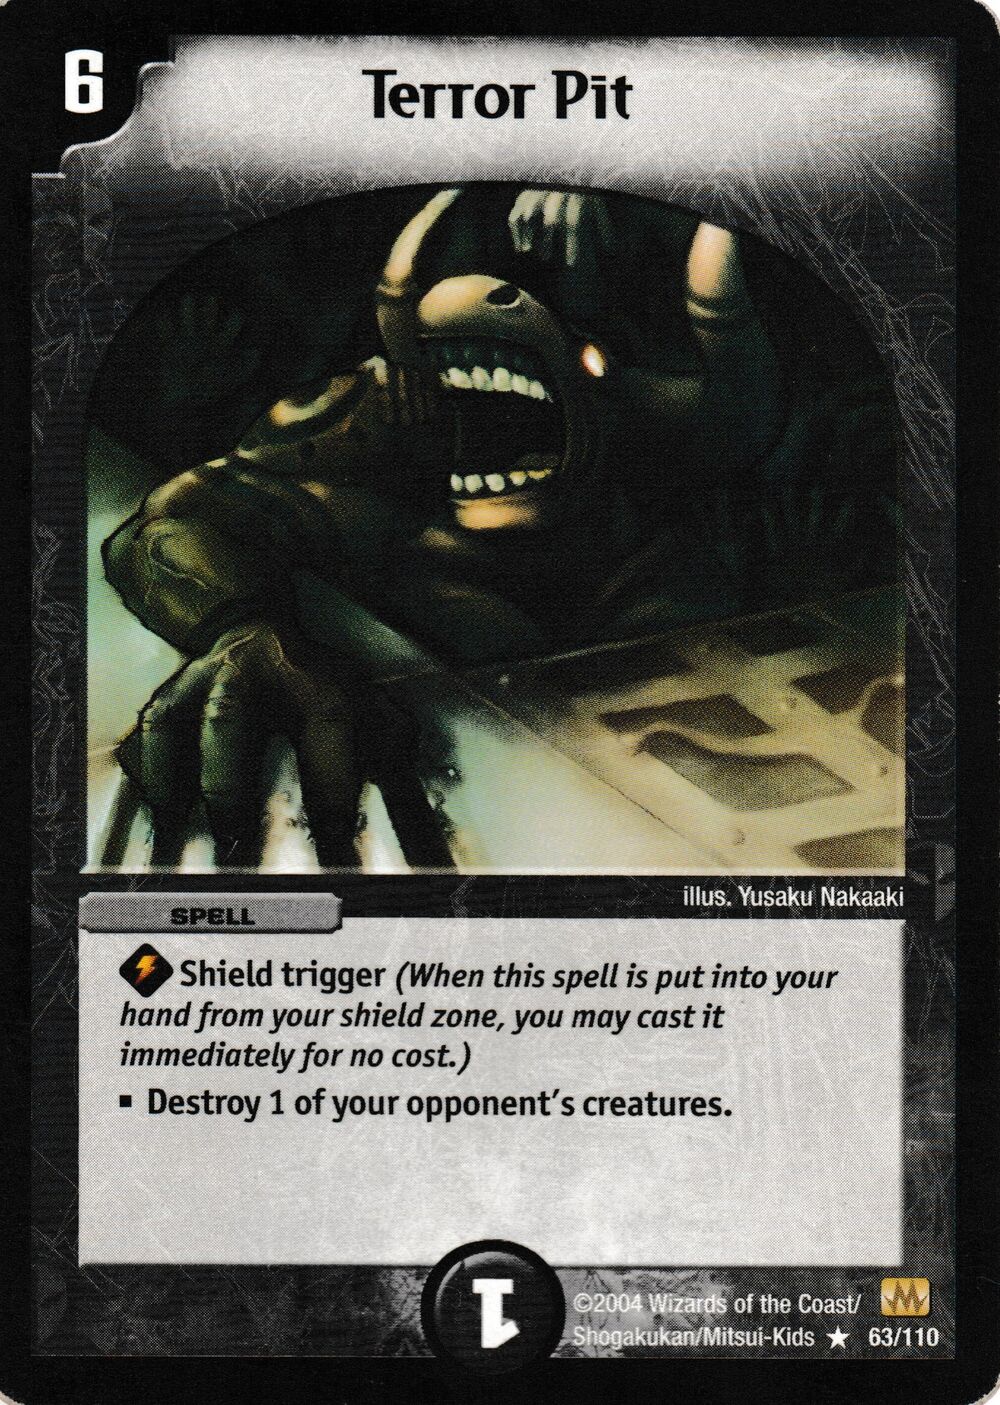 6
Terror Pit
illus. Yusaku Nakaaki
SPELL
Shield trigger (When this spell is put into your
hand from your shield zone, you may cast it
immediately for no cost.)
▪ Destroy 1 of your opponent's creatures.
1
©2004 Wizards of the Coast/
Shogakukan/Mitsui-Kids ★ 63/110